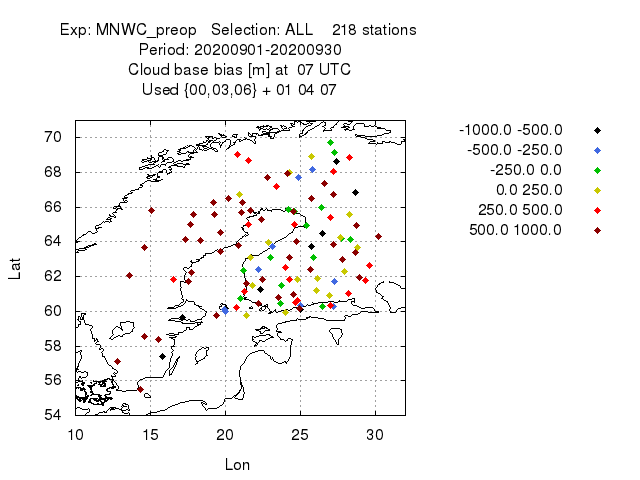 Exp: MNWC_preop Selection: ALL 218 stations
Period: 20200901-20200930
Cloud base bias [m] at 07 UTC
Used {00,03,06} + 01 04 07
70
68
66
64
62
60
58
56
54
10 15 20 25 30
Lat
Lon
-1000.0 -500.0
-500.0 -250.0
-250.0 0.0
0.0 250.0
250.0 500.0
500.0 1000.0